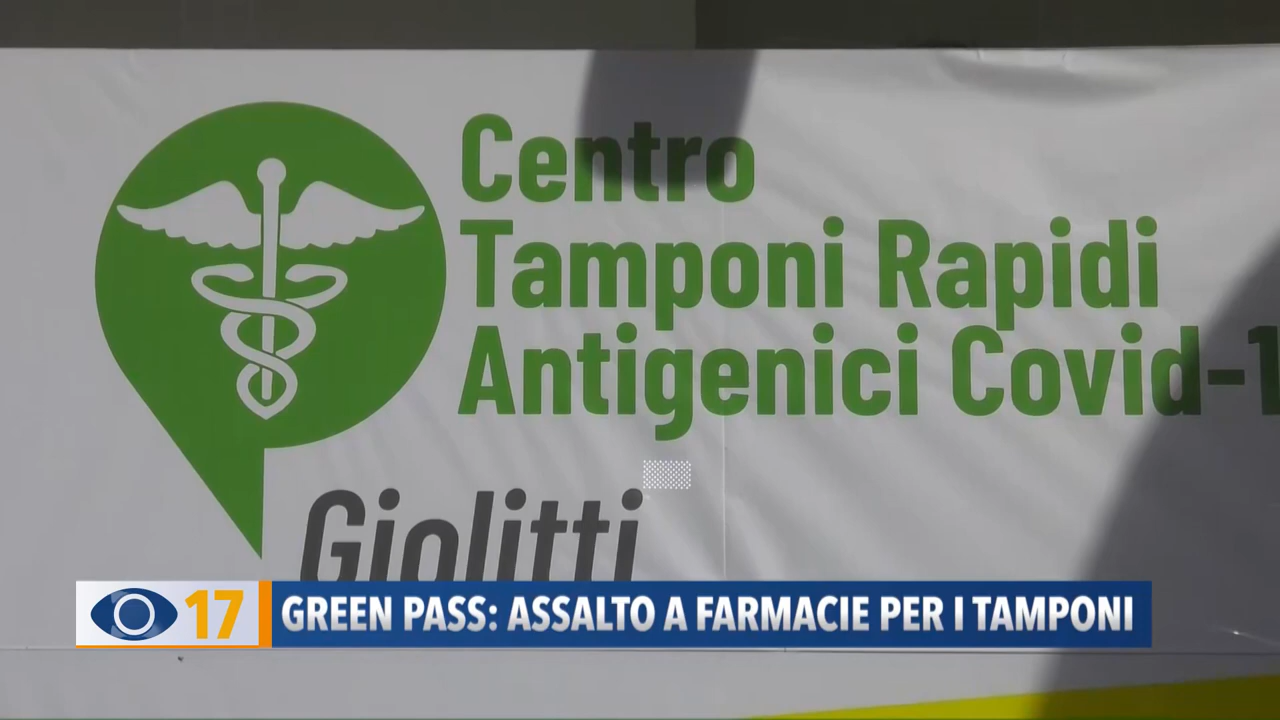 Centro
Tamponi Rapidi
Antigenici Covid-1
Giolitti
17
GREEN PASS: ASSALTO A FARMACIE PER I TAMPONI